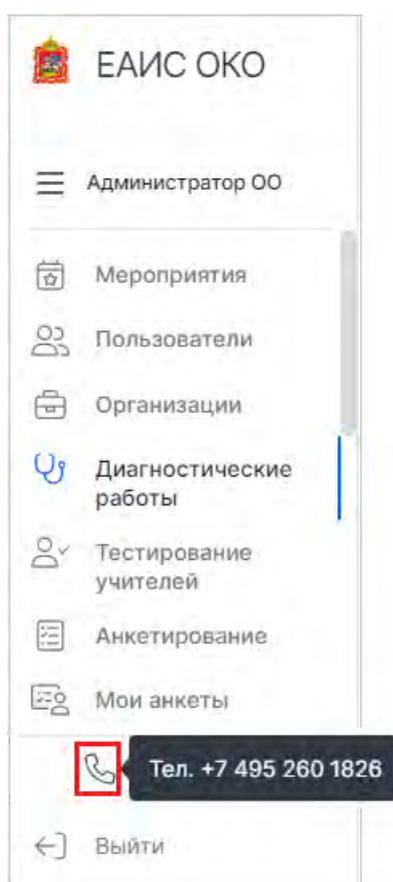 ЕАИС ОКО
Администратор ОО
Мероприятия
Пользователи
Организации
Диагностические
работы
Тестирование
учителей
Анкетирование
Мои анкеты
Тел. +7 495 260 1826
Выйти